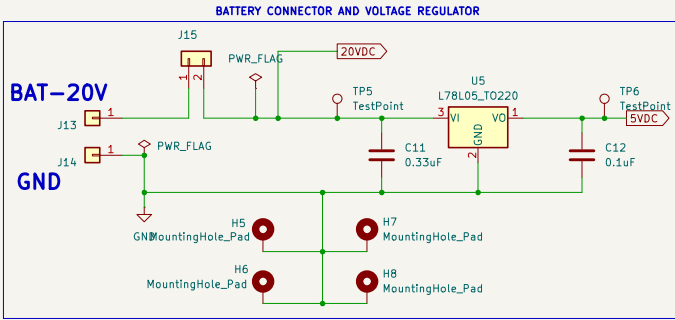 BATTERY CONNECTOR AND VOLTAGE REGULATOR
J15
1
2
PWR_FLAG
20VDC
BAT-20V
J13
1
TP5
TestPoint
U5
L78L05_TO220
3
VI
VO
1
GND
2
TP6
TestPoint
5VDC
J14
1
PWR_FLAG
GND
C11
0.33uF
C12
0.1uF
GND
H5
MountingHole_Pad
H7
MountingHole_Pad
H6
MountingHole_Pad
H8
MountingHole_Pad